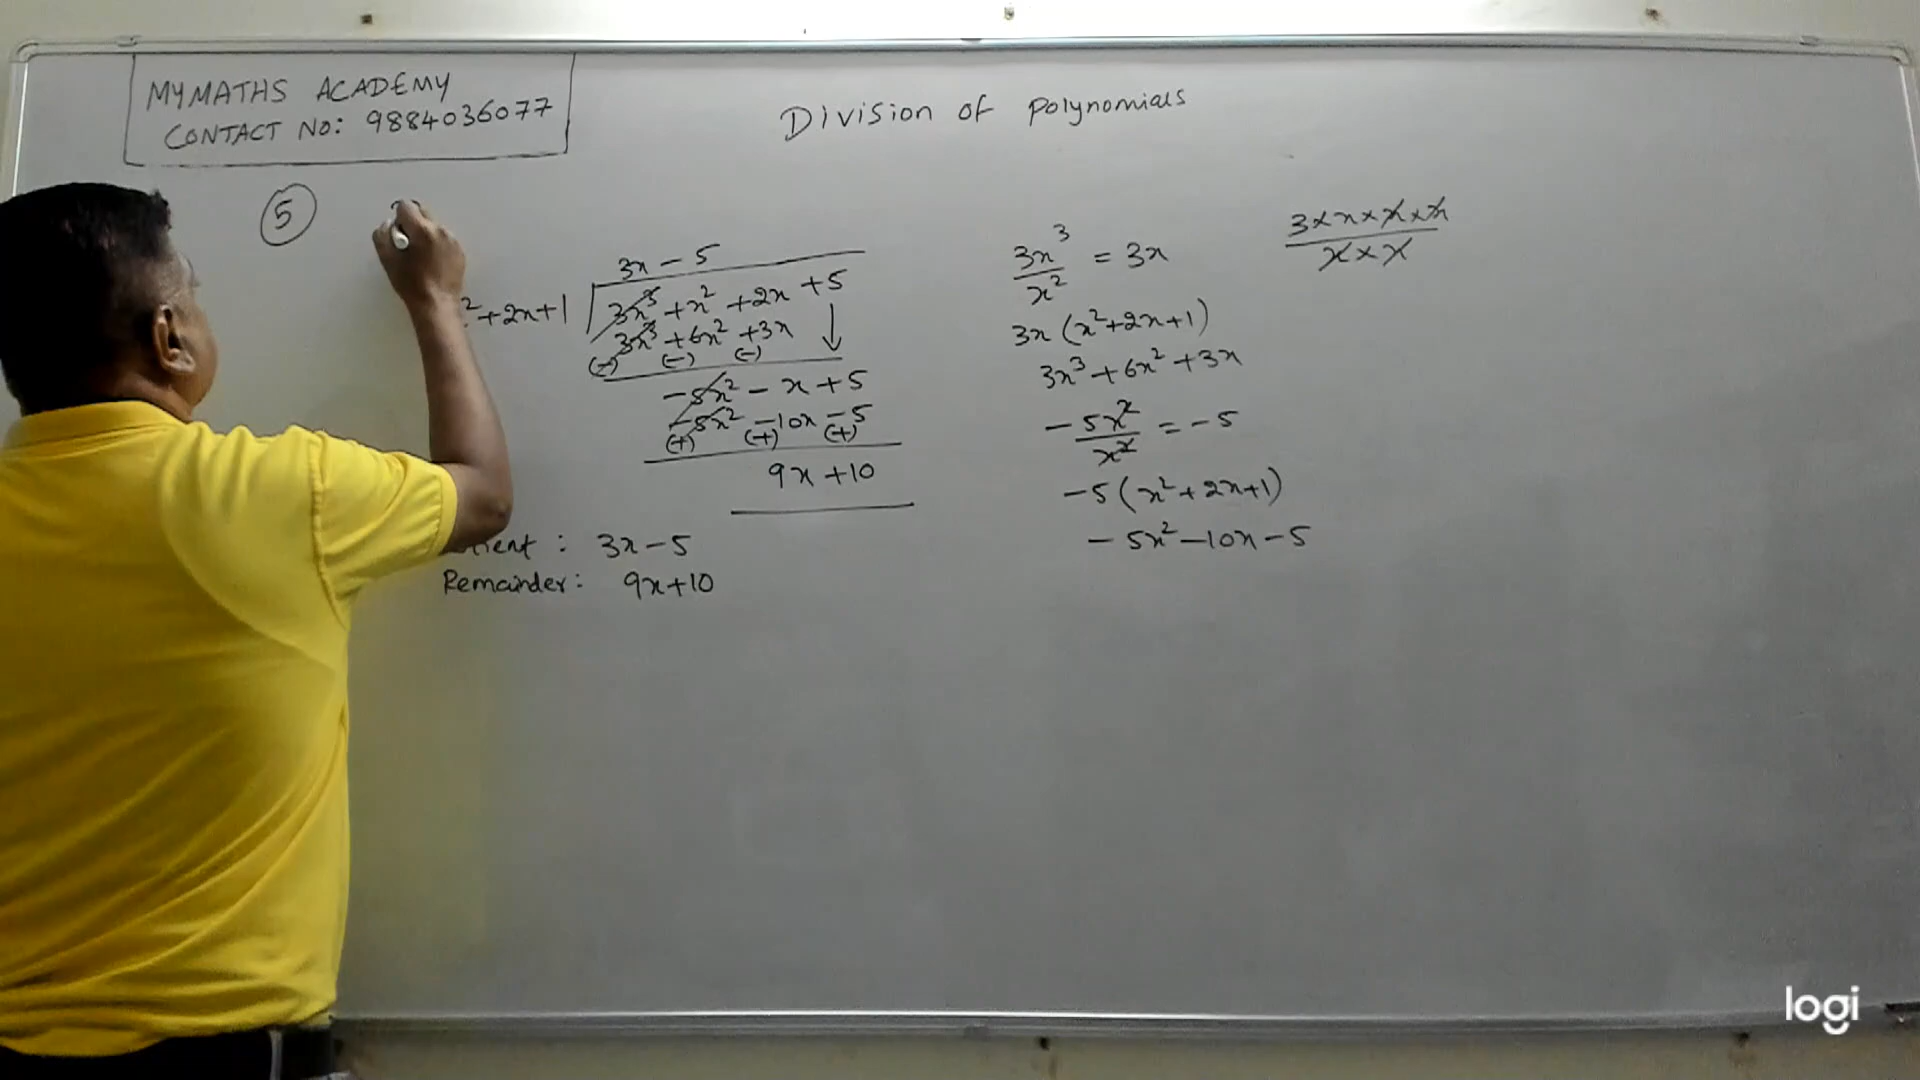 MYMATHS ACADEMY
CONTACT NO: 9884036077
Division of Polynomials
5
3x - 5
²+2x+1 3x³ + x² + 2x + 5
3x³ + 6x² + 3x
(-) (-) (-)
-5x² - x + 5
-5x² - 10x - 5
(+) (+) (+)
9x + 10
: 3x - 5
Remainder: 9x + 10
3x³/x² = 3x
3x(x²+2x+1)
3x³ + 6x² + 3x
-5x²/x² = -5
-5(x²+2x+1)
-5x² - 10x - 5
3×x×x×x
x×x
logi